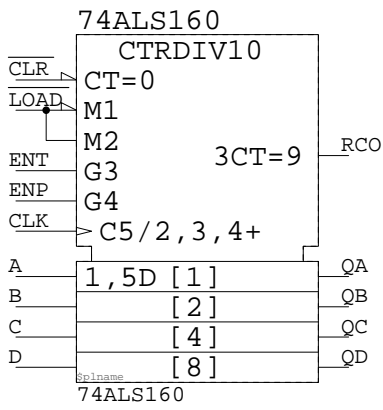 74ALS160
CTRDIV10
CLR CT=0
LOAD M1
M2
3CT=9 RCO
ENT G3
ENP G4
CLK C5/2,3,4+
A 1,5D [1] QA
B [2] QB
C [4] QC
D [8] QD
$plname
74ALS160